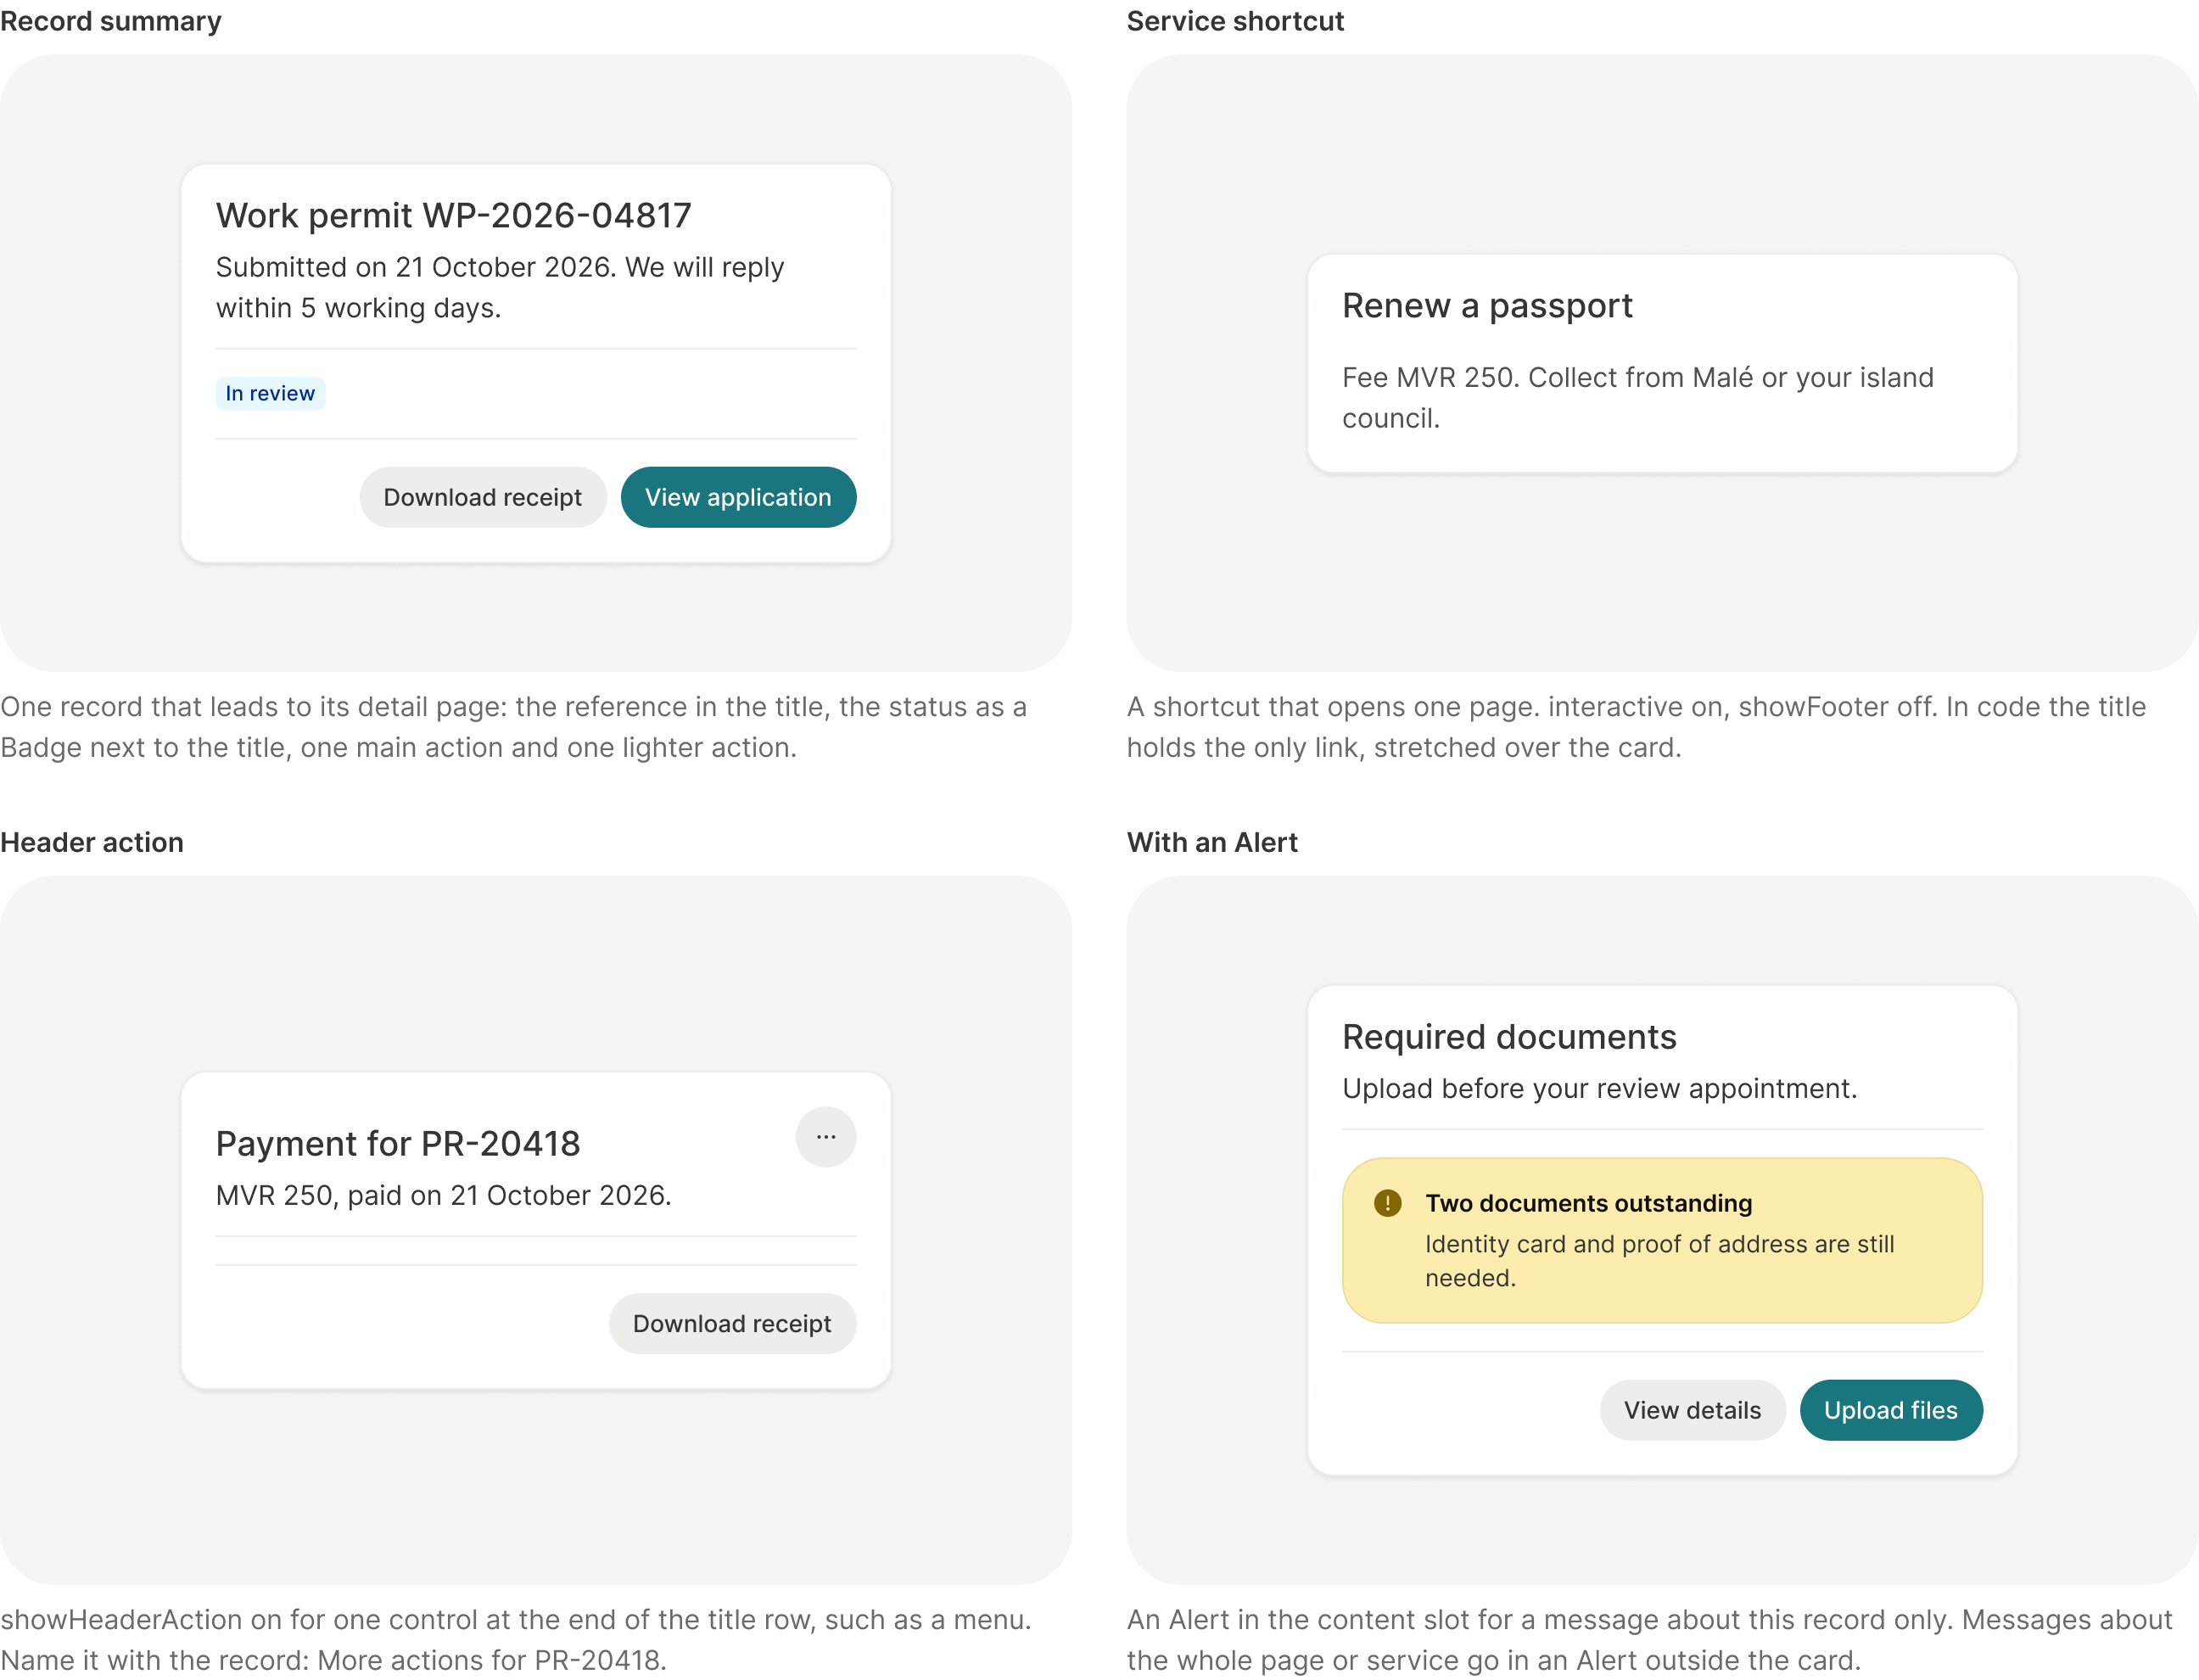 Record summary
Work permit WP-2026-04817
Submitted on 21 October 2026. We will reply
within 5 working days.
In review
Download receipt
View application
One record that leads to its detail page: the reference in the title, the status as a
Badge next to the title, one main action and one lighter action.
Service shortcut
Renew a passport
Fee MVR 250. Collect from Malé or your island
council.
A shortcut that opens one page. interactive on, showFooter off. In code the title
holds the only link, stretched over the card.
Header action
Payment for PR-20418
...
MVR 250, paid on 21 October 2026.
Download receipt
showHeaderAction on for one control at the end of the title row, such as a menu.
Name it with the record: More actions for PR-20418.
With an Alert
Required documents
Upload before your review appointment.
Two documents outstanding
Identity card and proof of address are still
needed.
View details
Upload files
An Alert in the content slot for a message about this record only. Messages about
the whole page or service go in an Alert outside the card.